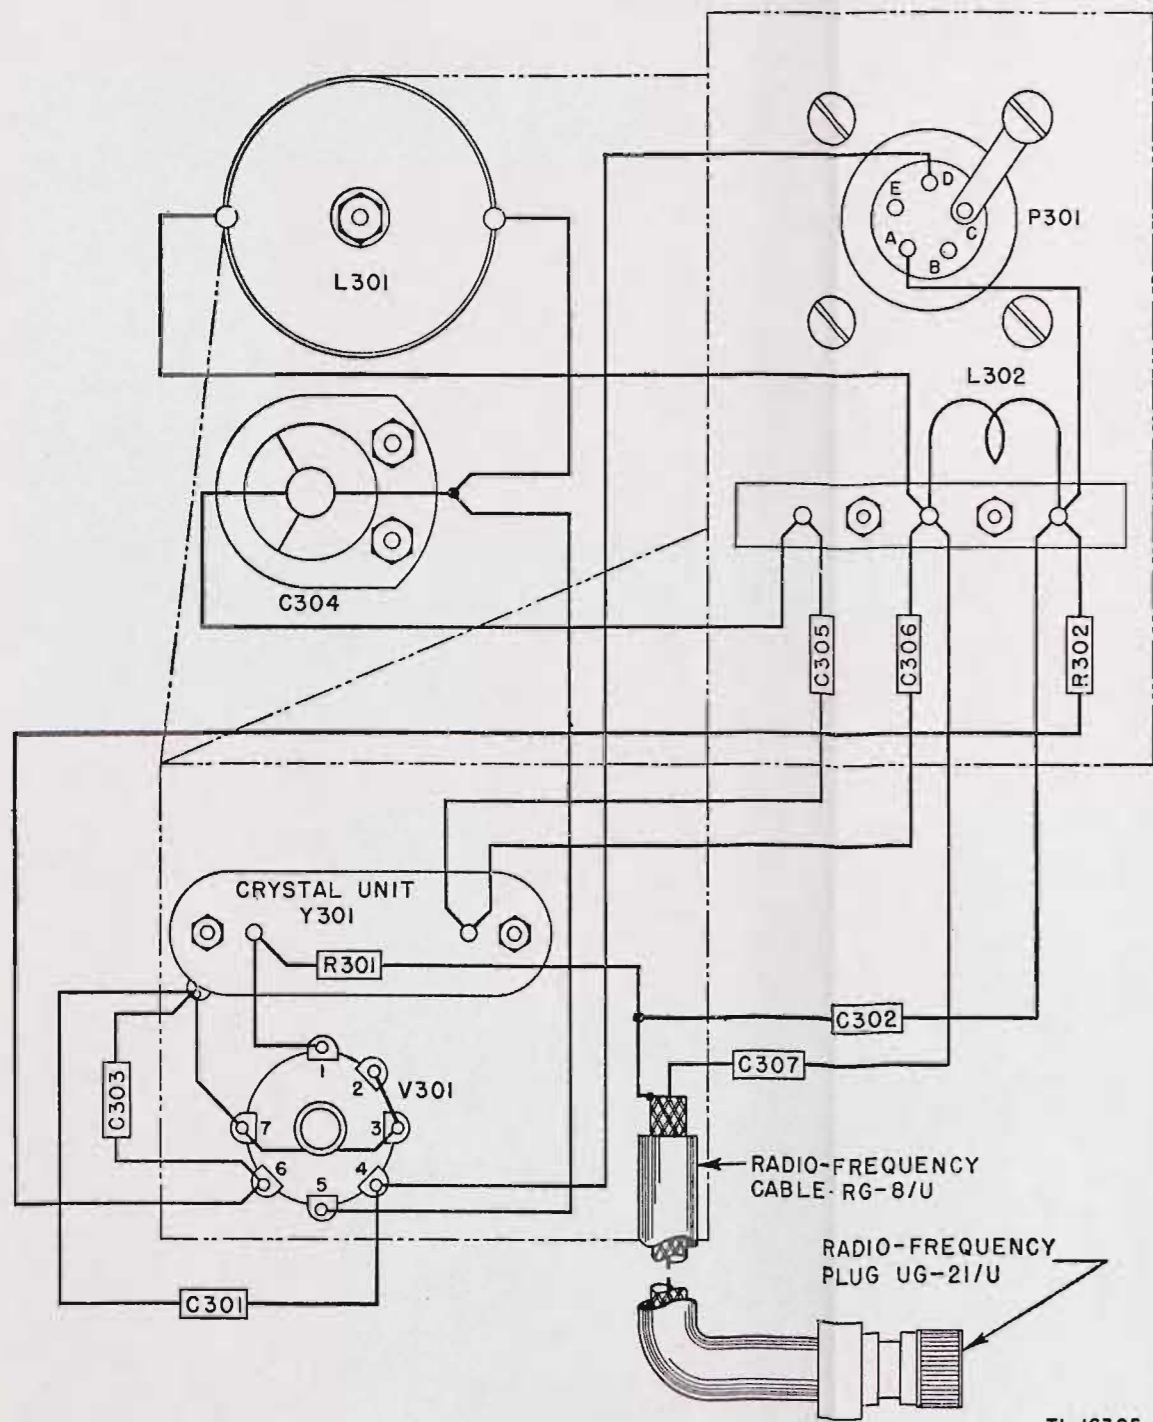 D
E
C
P301
A
B
L301
L302
C304
C305
C306
R302
CRYSTAL UNIT
Y301
R301
C302
C307
1
2
V301
C303
7
3
6
5
4
RADIO-FREQUENCY
CABLE RG-8/U
RADIO-FREQUENCY
PLUG UG-21/U
C301